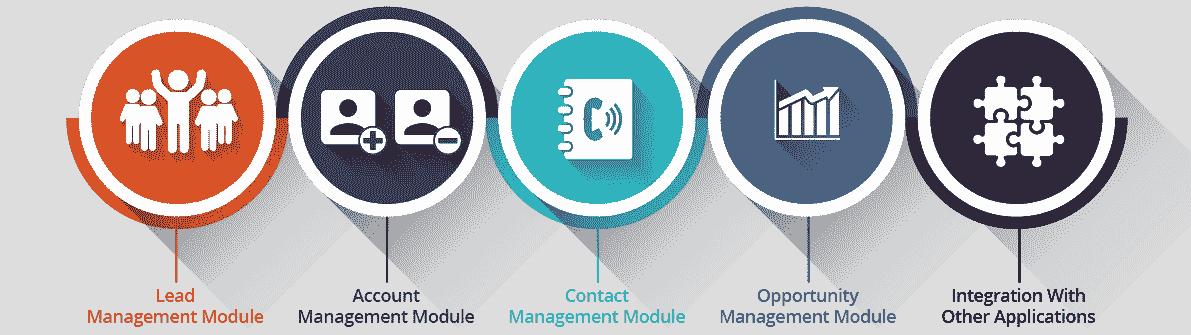 Lead
Management Module
Account
Management Module
Contact
Management Module
Opportunity
Management Module
Integration With
Other Applications